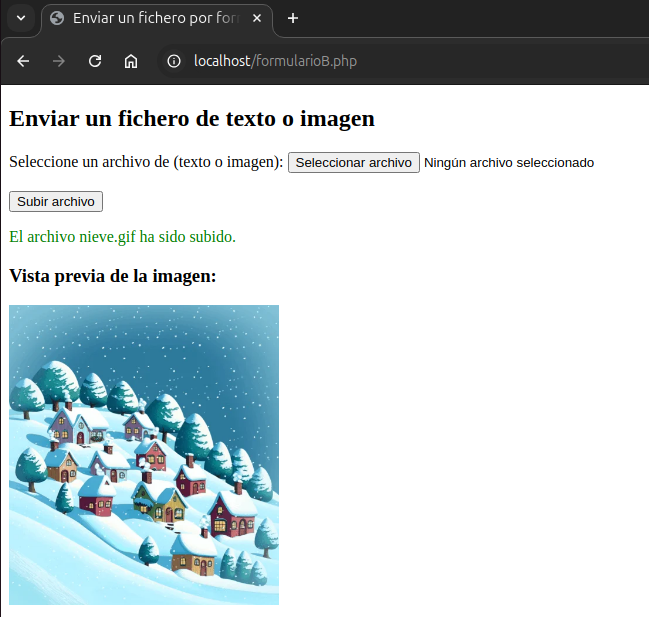 Enviar un fichero por for
localhost/formularioB.php
Enviar un fichero de texto o imagen
Seleccione un archivo de (texto o imagen): Seleccionar archivo Ningún archivo seleccionado
Subir archivo
El archivo nieve.gif ha sido subido.
Vista previa de la imagen: